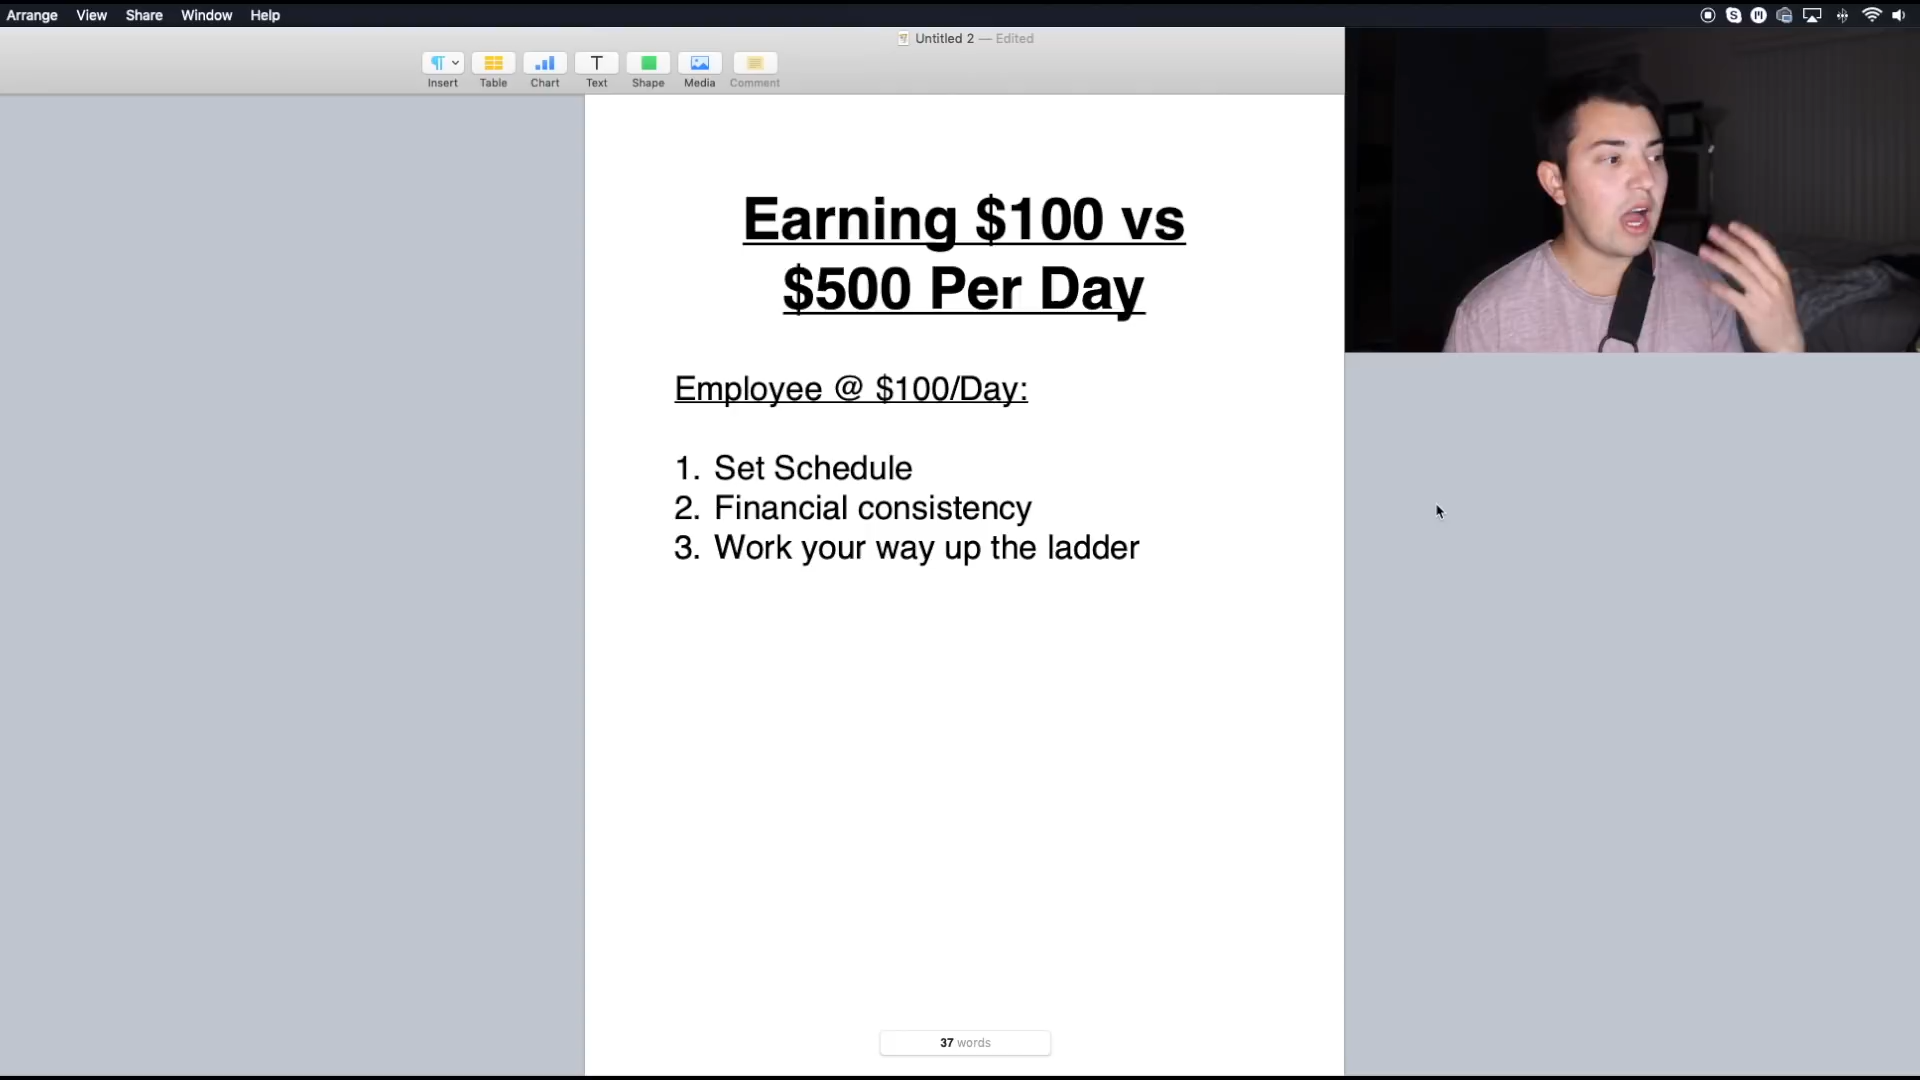 Arrange View Share Window Help
Untitled 2 — Edited
Insert Table Chart Text Shape Media Comment
Earning $100 vs
$500 Per Day
Employee @ $100/Day:
1. Set Schedule
2. Financial consistency
3. Work your way up the ladder
37 words